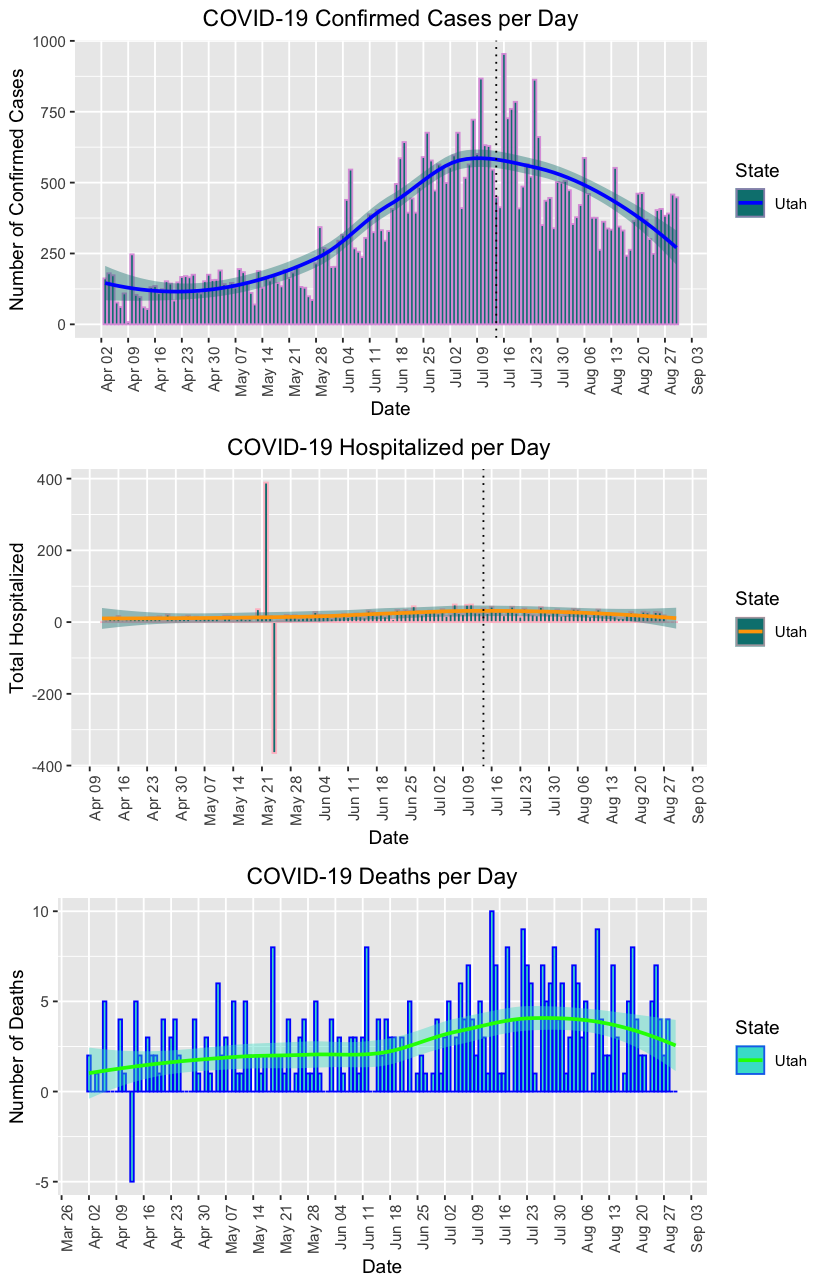 COVID-19 Confirmed Cases per Day
1000
750
500
250
0
Number of Confirmed Cases
Apr 02
Apr 09
Apr 16
Apr 23
Apr 30
May 07
May 14
May 21
May 28
Jun 04
Jun 11
Jun 18
Jun 25
Jul 02
Jul 09
Jul 16
Jul 23
Jul 30
Aug 06
Aug 13
Aug 20
Aug 27
Sep 03
Date
State
Utah
COVID-19 Hospitalized per Day
400
200
0
-200
-400
Total Hospitalized
Apr 09
Apr 16
Apr 23
Apr 30
May 07
May 14
May 21
May 28
Jun 04
Jun 11
Jun 18
Jun 25
Jul 02
Jul 09
Jul 16
Jul 23
Jul 30
Aug 06
Aug 13
Aug 20
Aug 27
Sep 03
Date
State
Utah
COVID-19 Deaths per Day
10
5
0
-5
Number of Deaths
Mar 26
Apr 02
Apr 09
Apr 16
Apr 23
Apr 30
May 07
May 14
May 21
May 28
Jun 04
Jun 11
Jun 18
Jun 25
Jul 02
Jul 09
Jul 16
Jul 23
Jul 30
Aug 06
Aug 13
Aug 20
Aug 27
Sep 03
Date
State
Utah